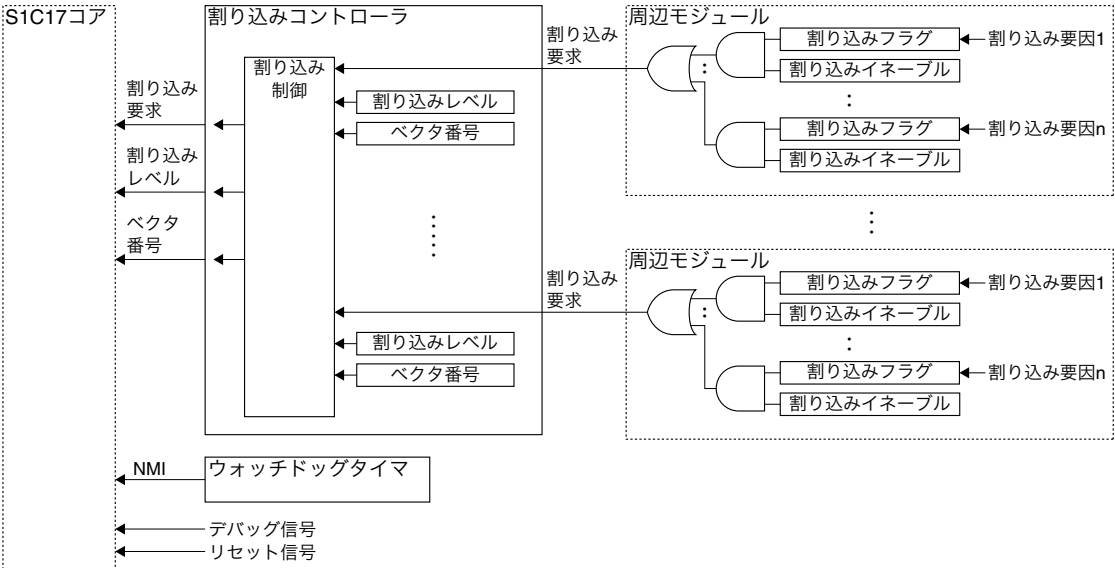 S1C17コア
割り込みコントローラ
割り込み
制御
割り込み
要求
割り込み
レベル
ベクタ
番号
割り込みレベル
ベクタ番号
割り込み
要求
周辺モジュール
割り込みフラグ
割り込み要因1
割り込みイネーブル
割り込みフラグ
割り込み要因n
割り込みイネーブル
割り込み
要求
割り込みレベル
ベクタ番号
周辺モジュール
割り込みフラグ
割り込み要因1
割り込みイネーブル
割り込みフラグ
割り込み要因n
割り込みイネーブル
NMI
ウォッチドッグタイマ
デバッグ信号
リセット信号